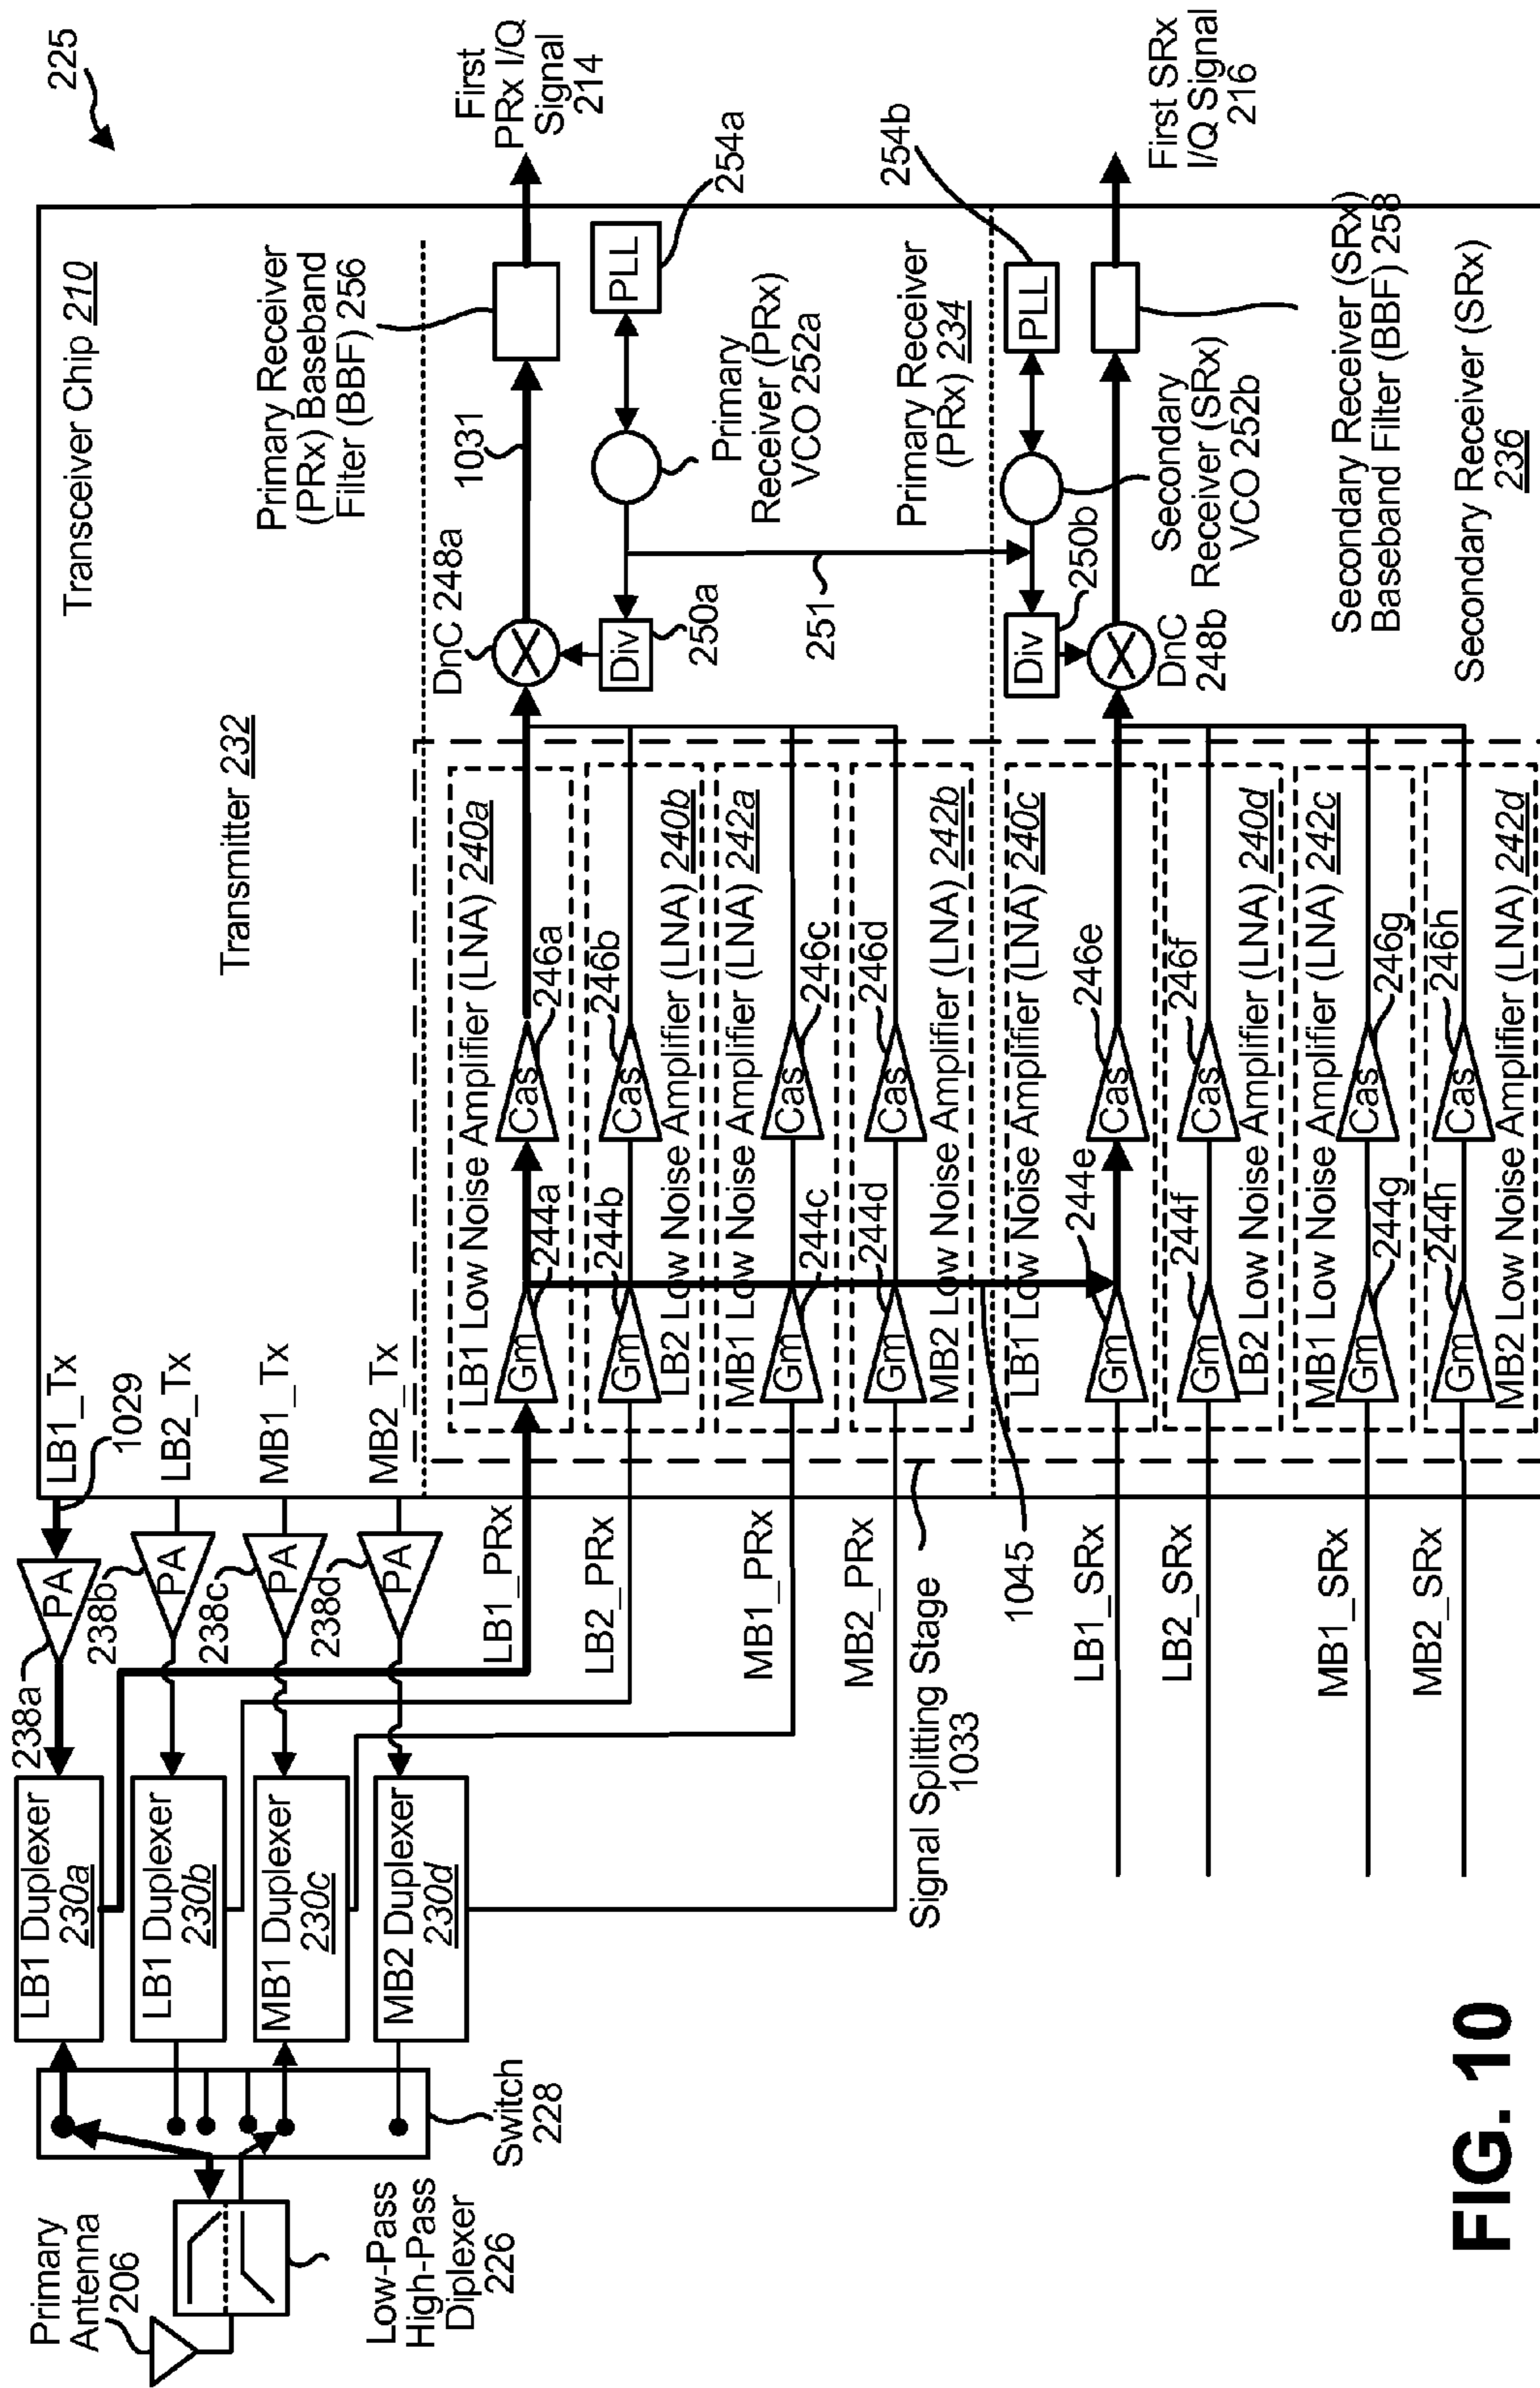 225
Primary
Antenna
206
Low-Pass
High-Pass
Diplexer
226
Switch
228
LB1 Duplexer
230a
LB1 Duplexer
230b
MB1 Duplexer
230c
MB2 Duplexer
230d
238a
PA
238b
PA
238c
PA
238d
PA
LB1_Tx
1029
LB2_Tx
MB1_Tx
MB2_Tx
Transceiver Chip 210
Transmitter 232
LB1_PRx
LB2_PRx
MB1_PRx
MB2_PRx
Signal Splitting Stage
1033
1045
LB1_SRx
LB2_SRx
MB1_SRx
MB2_SRx
LB1 Low Noise Amplifier (LNA) 240a
Gm
244a
Cas
246a
Gm
244b
Cas
246b
LB2 Low Noise Amplifier (LNA) 240b
MB1 Low Noise Amplifier (LNA) 242a
Gm
244c
Cas
246c
Gm
244d
Cas
246d
MB2 Low Noise Amplifier (LNA) 242b
LB1 Low Noise Amplifier (LNA) 240c
Gm
244e
Cas
246e
Gm
244f
Cas
246f
LB2 Low Noise Amplifier (LNA) 240d
MB1 Low Noise Amplifier (LNA) 242c
Gm
244g
Cas
246g
Gm
244h
Cas
246h
MB2 Low Noise Amplifier (LNA) 242d
DnC 248a
1031
Primary Receiver
(PRx) Baseband
Filter (BBF) 256
First
PRx I/Q
Signal
214
Div
250a
PLL
254a
Primary
Receiver (PRx)
VCO 252a
251
Primary Receiver
(PRx) 234
254b
PLL
Div
250b
DnC
248b
Secondary
Receiver (SRx)
VCO 252b
First SRx
I/Q Signal
216
Secondary Receiver (SRx)
Baseband Filter (BBF) 258
Secondary Receiver (SRx)
236
FIG. 10